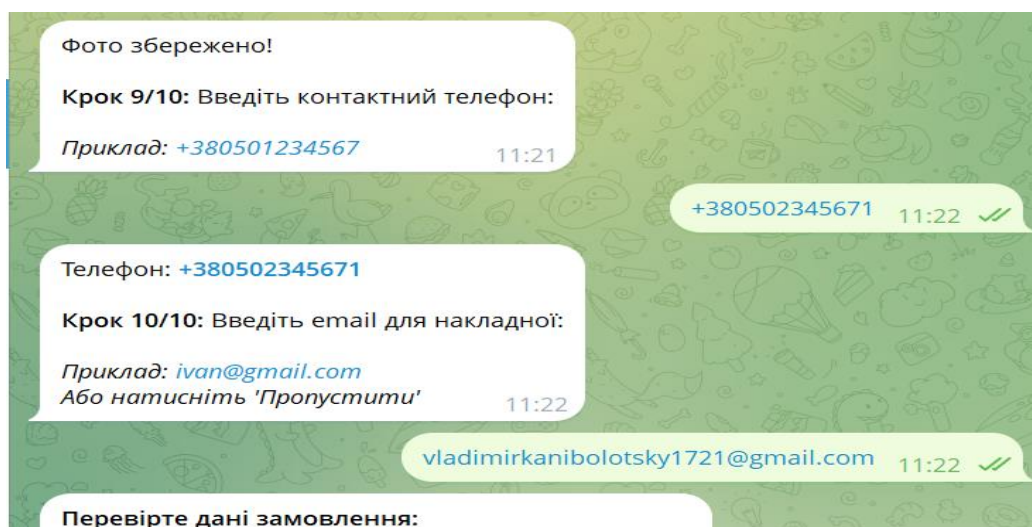 Фото збережено!
Крок 9/10: Введіть контактний телефон:
Приклад: +380501234567
11:21
+380502345671 11:22
Телефон: +380502345671
Крок 10/10: Введіть email для накладної:
Приклад: ivan@gmail.com
Або натисніть 'Пропустити'
11:22
vladimirkanibolotsky1721@gmail.com 11:22
Перевірте дані замовлення: